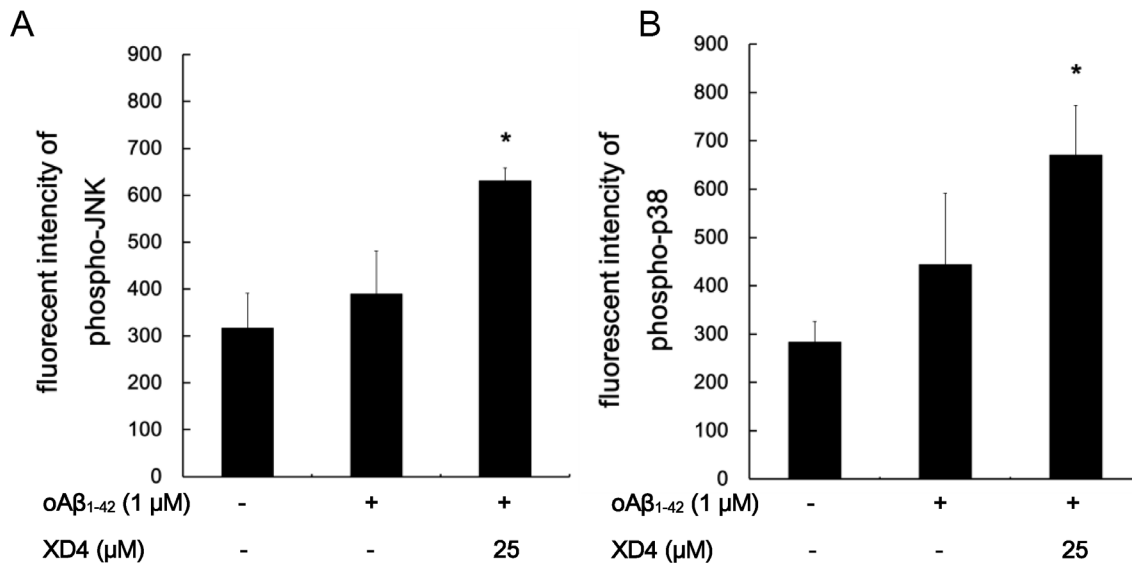 A
fluorecent intencity of
phospho-JNK
900
800
700
600
500
400
300
200
100
0
*
oAβ₁₋₄₂ (1 µM) - + +
XD4 (µM) - - 25
B
fluorescent intencity of
phospho-p38
900
800
700
600
500
400
300
200
100
0
*
oAβ₁₋₄₂ (1 µM) - + +
XD4 (µM) - - 25